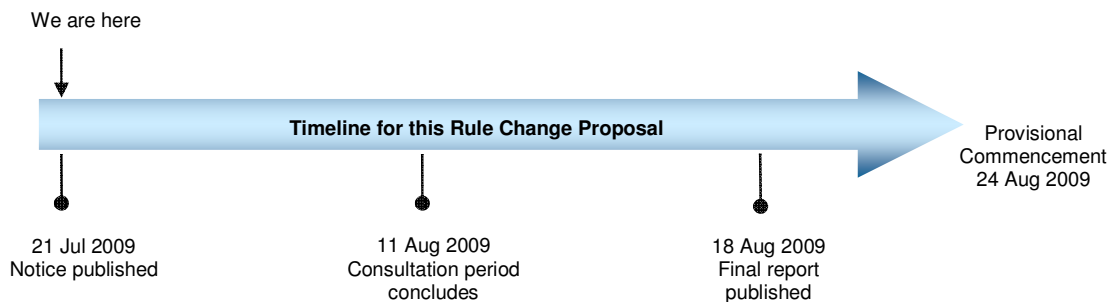 We are here
Timeline for this Rule Change Proposal
Provisional
Commencement
24 Aug 2009
21 Jul 2009
Notice published
11 Aug 2009
Consultation period
concludes
18 Aug 2009
Final report
published